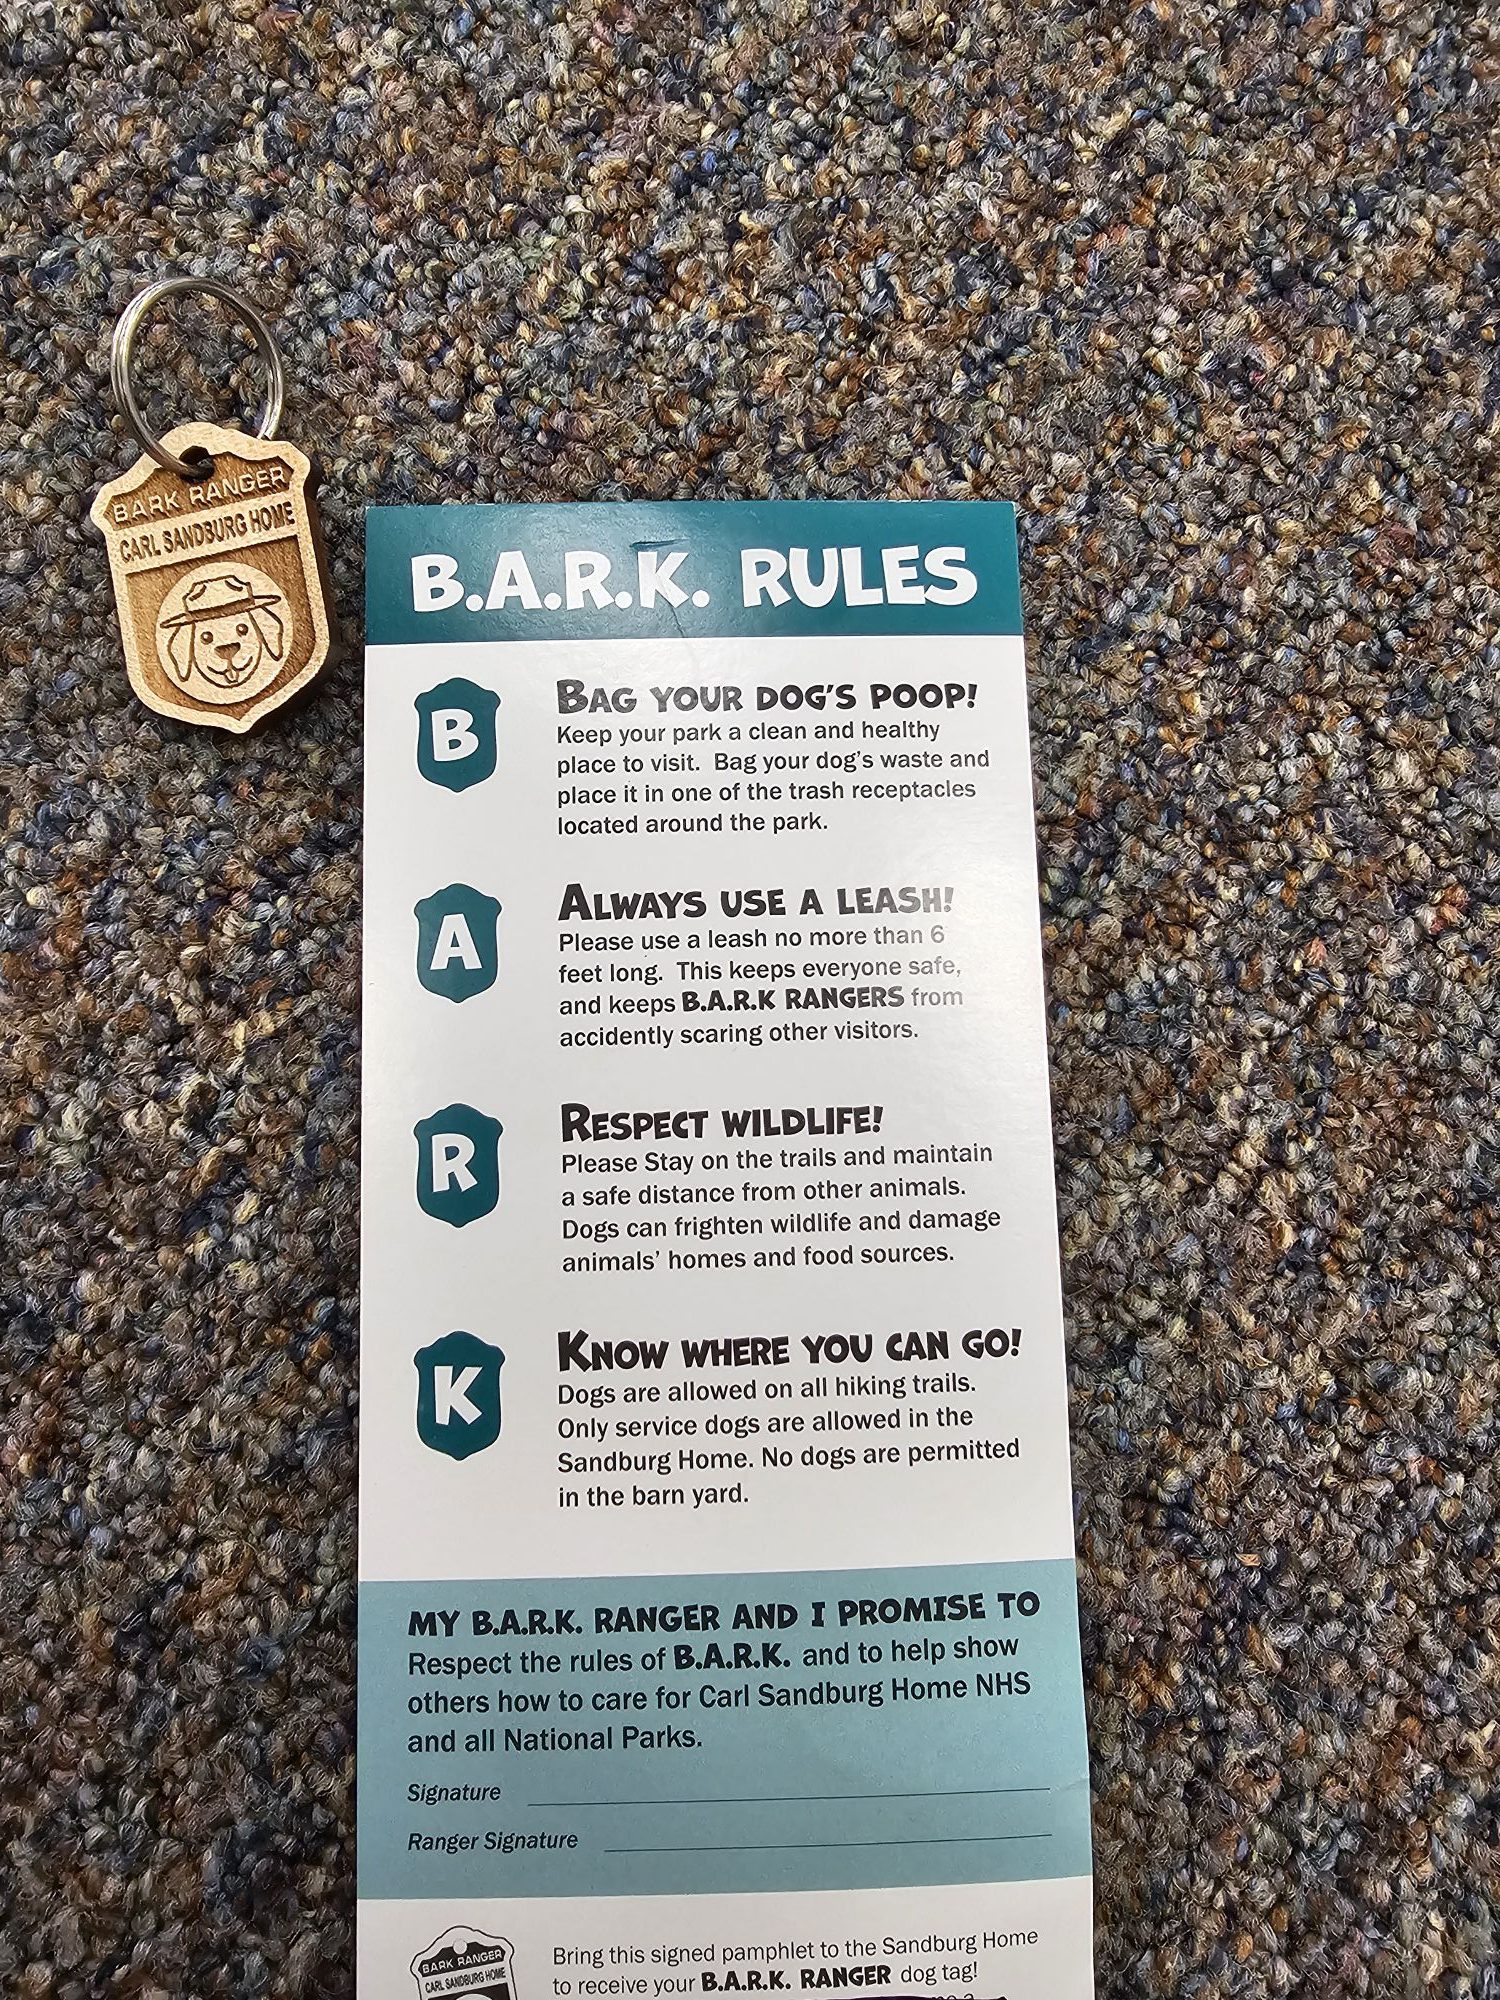 BARK RANGER
CARL SANDBURG HOME
B.A.R.K. RULES
B
BAG YOUR DOG'S POOP!
Keep your park a clean and healthy
place to visit. Bag your dog's waste and
place it in one of the trash receptacles
located around the park.
A
ALWAYS USE A LEASH!
Please use a leash no more than 6
feet long. This keeps everyone safe,
and keeps B.A.R.K RANGERS from
accidently scaring other visitors.
R
RESPECT WILDLIFE!
Please Stay on the trails and maintain
a safe distance from other animals.
Dogs can frighten wildlife and damage
animals' homes and food sources.
K
KNOW WHERE YOU CAN GO!
Dogs are allowed on all hiking trails.
Only service dogs are allowed in the
Sandburg Home. No dogs are permitted
in the barn yard.
MY B.A.R.K. RANGER AND I PROMISE TO
Respect the rules of B.A.R.K. and to help show
others how to care for Carl Sandburg Home NHS
and all National Parks.
Signature
Ranger Signature
BARK RANGER
CARL SANDBURG HOME
Bring this signed pamphlet to the Sandburg Home
to receive your B.A.R.K. RANGER dog tag!